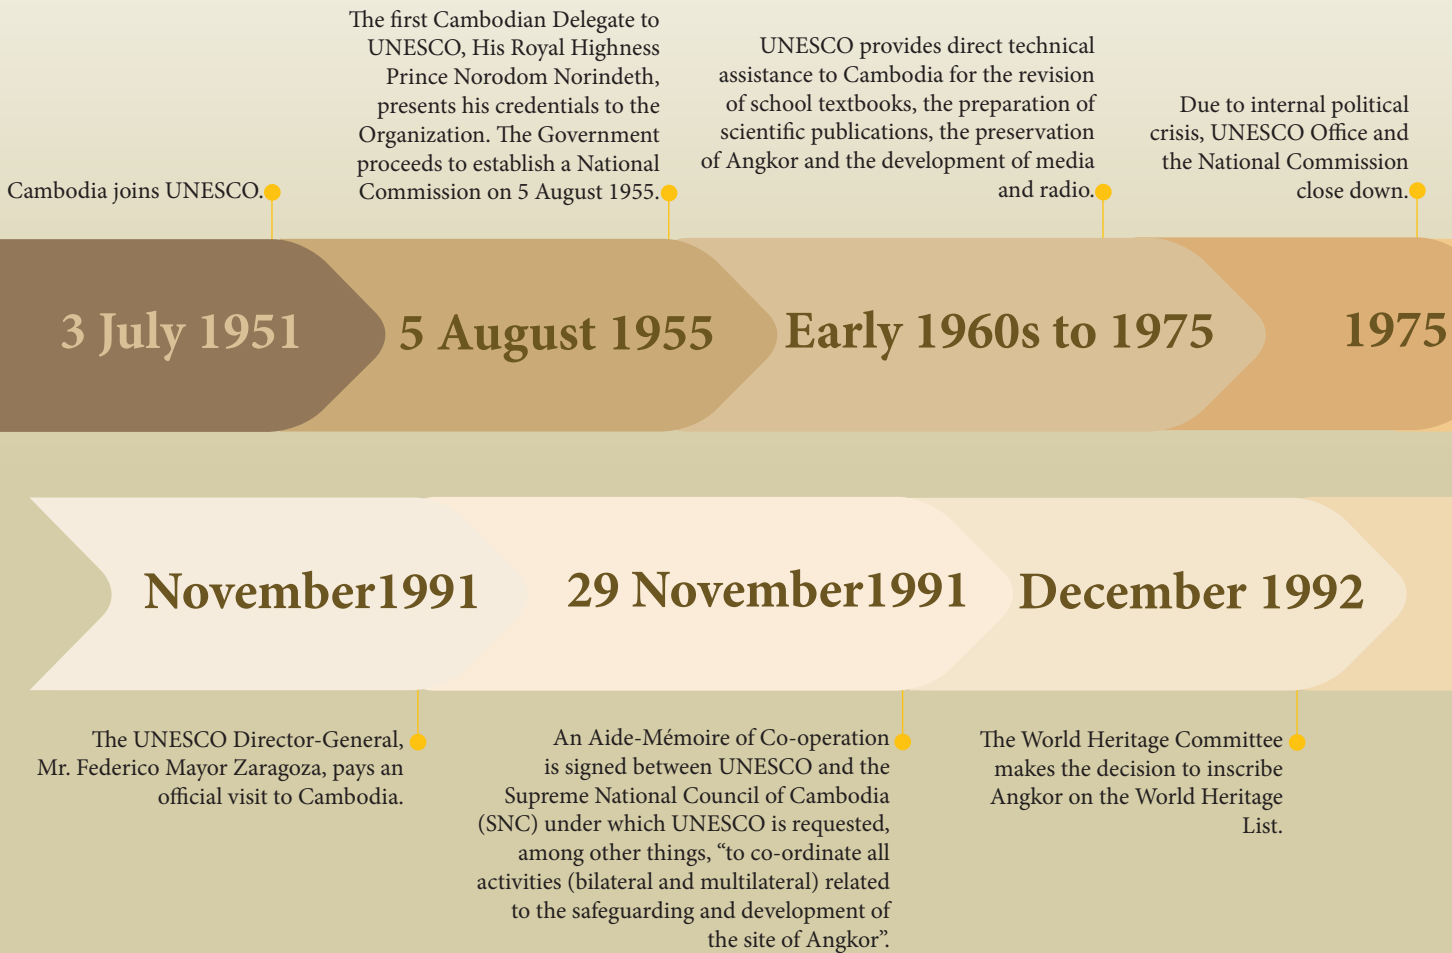 Cambodia joins UNESCO.
3 July 1951
The first Cambodian Delegate to
UNESCO, His Royal Highness
Prince Norodom Norindeth,
presents his credentials to the
Organization. The Government
proceeds to establish a National
Commission on 5 August 1955.
5 August 1955
UNESCO provides direct technical
assistance to Cambodia for the revision
of school textbooks, the preparation of
scientific publications, the preservation
of Angkor and the development of media
and radio.
Early 1960s to 1975
Due to internal political
crisis, UNESCO Office and
the National Commission
close down.
1975
November1991
The UNESCO Director-General,
Mr. Federico Mayor Zaragoza, pays an
official visit to Cambodia.
29 November1991
An Aide-Mémoire of Co-operation
is signed between UNESCO and the
Supreme National Council of Cambodia
(SNC) under which UNESCO is requested,
among other things, “to co-ordinate all
activities (bilateral and multilateral) related
to the safeguarding and development of
the site of Angkor”.
December 1992
The World Heritage Committee
makes the decision to inscribe
Angkor on the World Heritage
List.